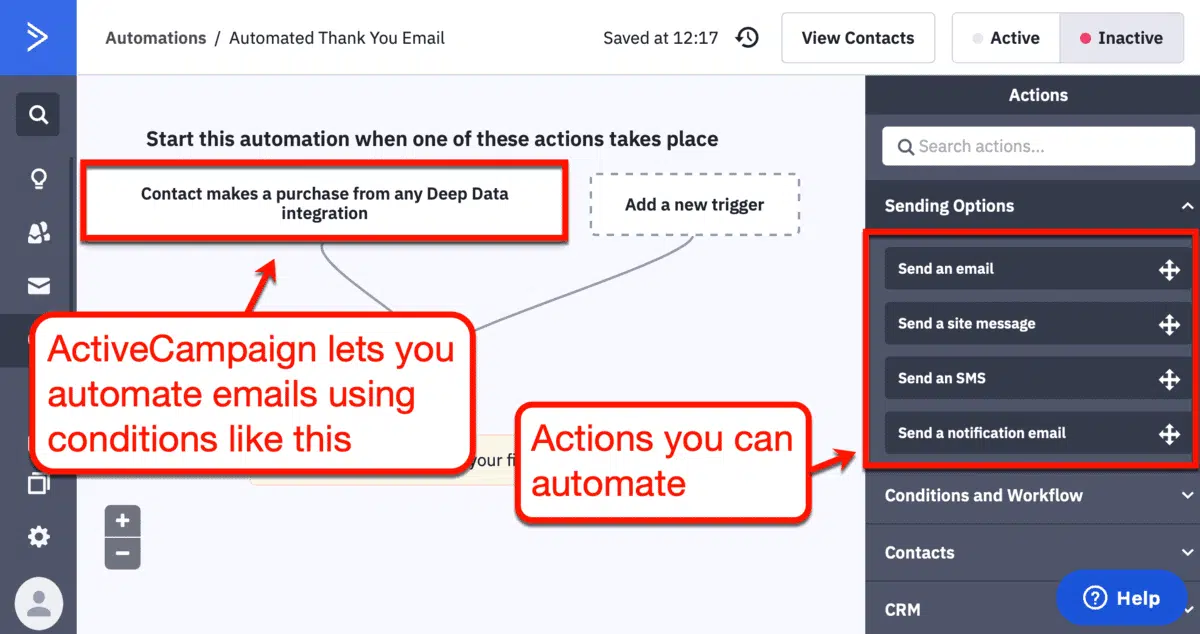 Automations / Automated Thank You Email
Saved at 12:17
View Contacts
Active
Inactive
Start this automation when one of these actions takes place
Contact makes a purchase from any Deep Data
integration
Add a new trigger
ActiveCampaign lets you
automate emails using
conditions like this
your
Actions you can
automate
+
−
Actions
Search actions...
Sending Options
Send an email
Send a site message
Send an SMS
Send a notification email
Conditions and Workflow
Contacts
CRM
? Help